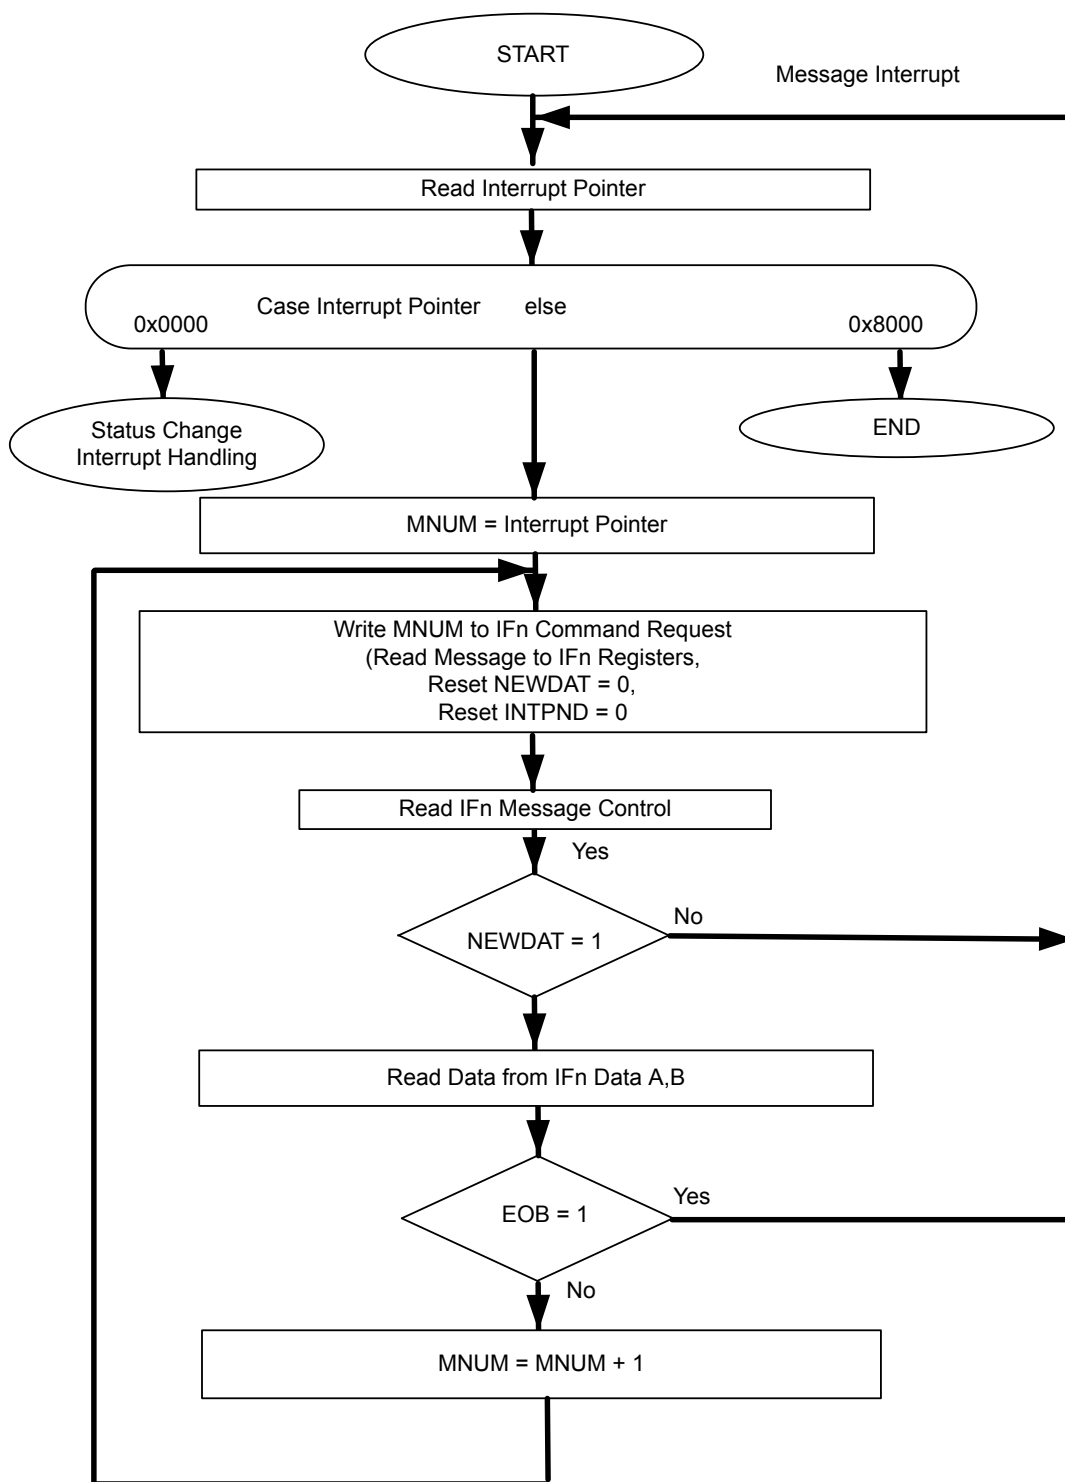 START
Message Interrupt
Read Interrupt Pointer
Case Interrupt Pointer else
0x0000
0x8000
Status Change
Interrupt Handling
END
MNUM = Interrupt Pointer
Write MNUM to IFn Command Request
(Read Message to IFn Registers,
Reset NEWDAT = 0,
Reset INTPND = 0
Read IFn Message Control
Yes
NEWDAT = 1
No
Read Data from IFn Data A,B
EOB = 1
Yes
No
MNUM = MNUM + 1